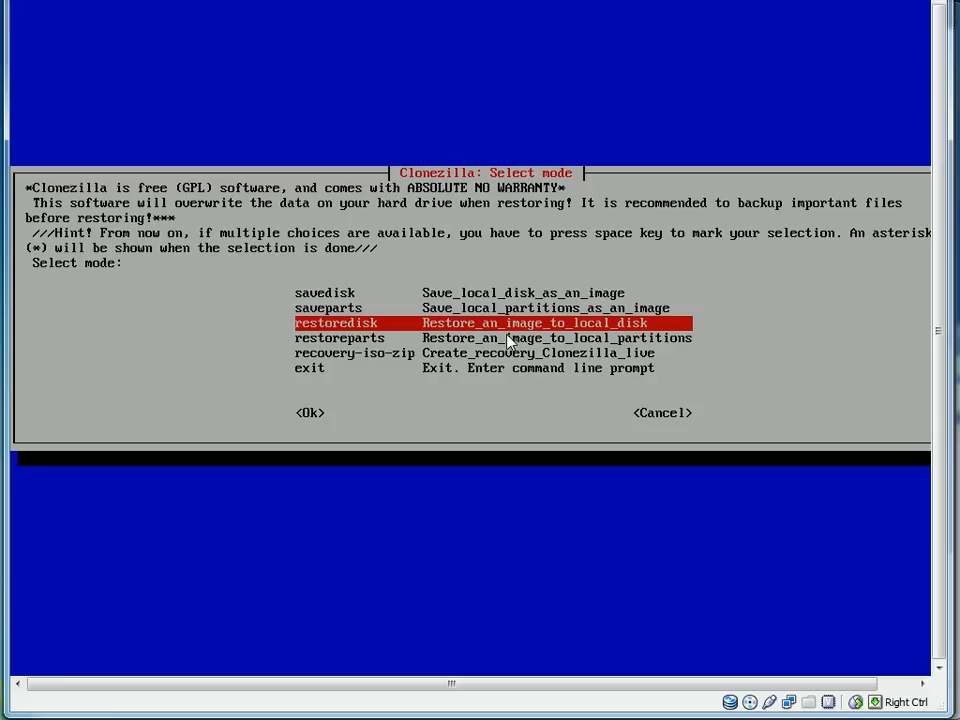 Clonezilla: Select mode
*Clonezilla is free (GPL) software, and comes with ABSOLUTE NO WARRANTY*
This software will overwrite the data on your hard drive when restoring! It is recommended to backup important files
before restoring!***
///Hint! From now on, if multiple choices are available, you have to press space key to mark your selection. An asterisk
(*) will be shown when the selection is done///
Select mode:
savedisk Save_local_disk_as_an_image
saveparts Save_local_partitions_as_an_image
restoredisk Restore_an_image_to_local_disk
restoreparts Restore_an_image_to_local_partitions
recovery-iso-zip Create_recovery_Clonezilla_live
exit Exit. Enter command line prompt
<Ok> <Cancel>
Right Ctrl